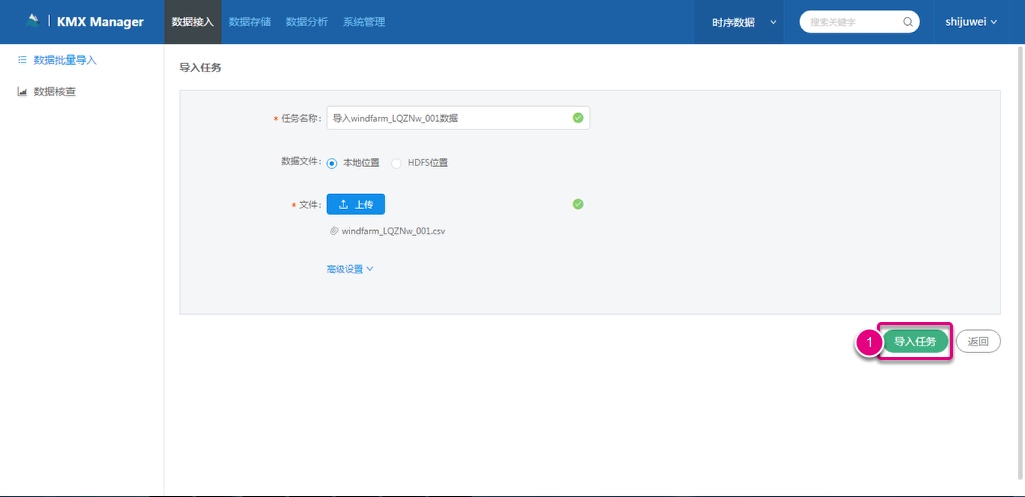 KMX Manager 数据接入 数据存储 数据分析 系统管理 时序数据 搜索关键字 shijuwei
数据批量导入
数据核查
导入任务
* 任务名称: 导入windfarm_LQZNw_001数据
数据文件: 本地位置 HDFS位置
* 文件: 上传
windfarm_LQZNw_001.csv
高级设置
1 导入任务 返回